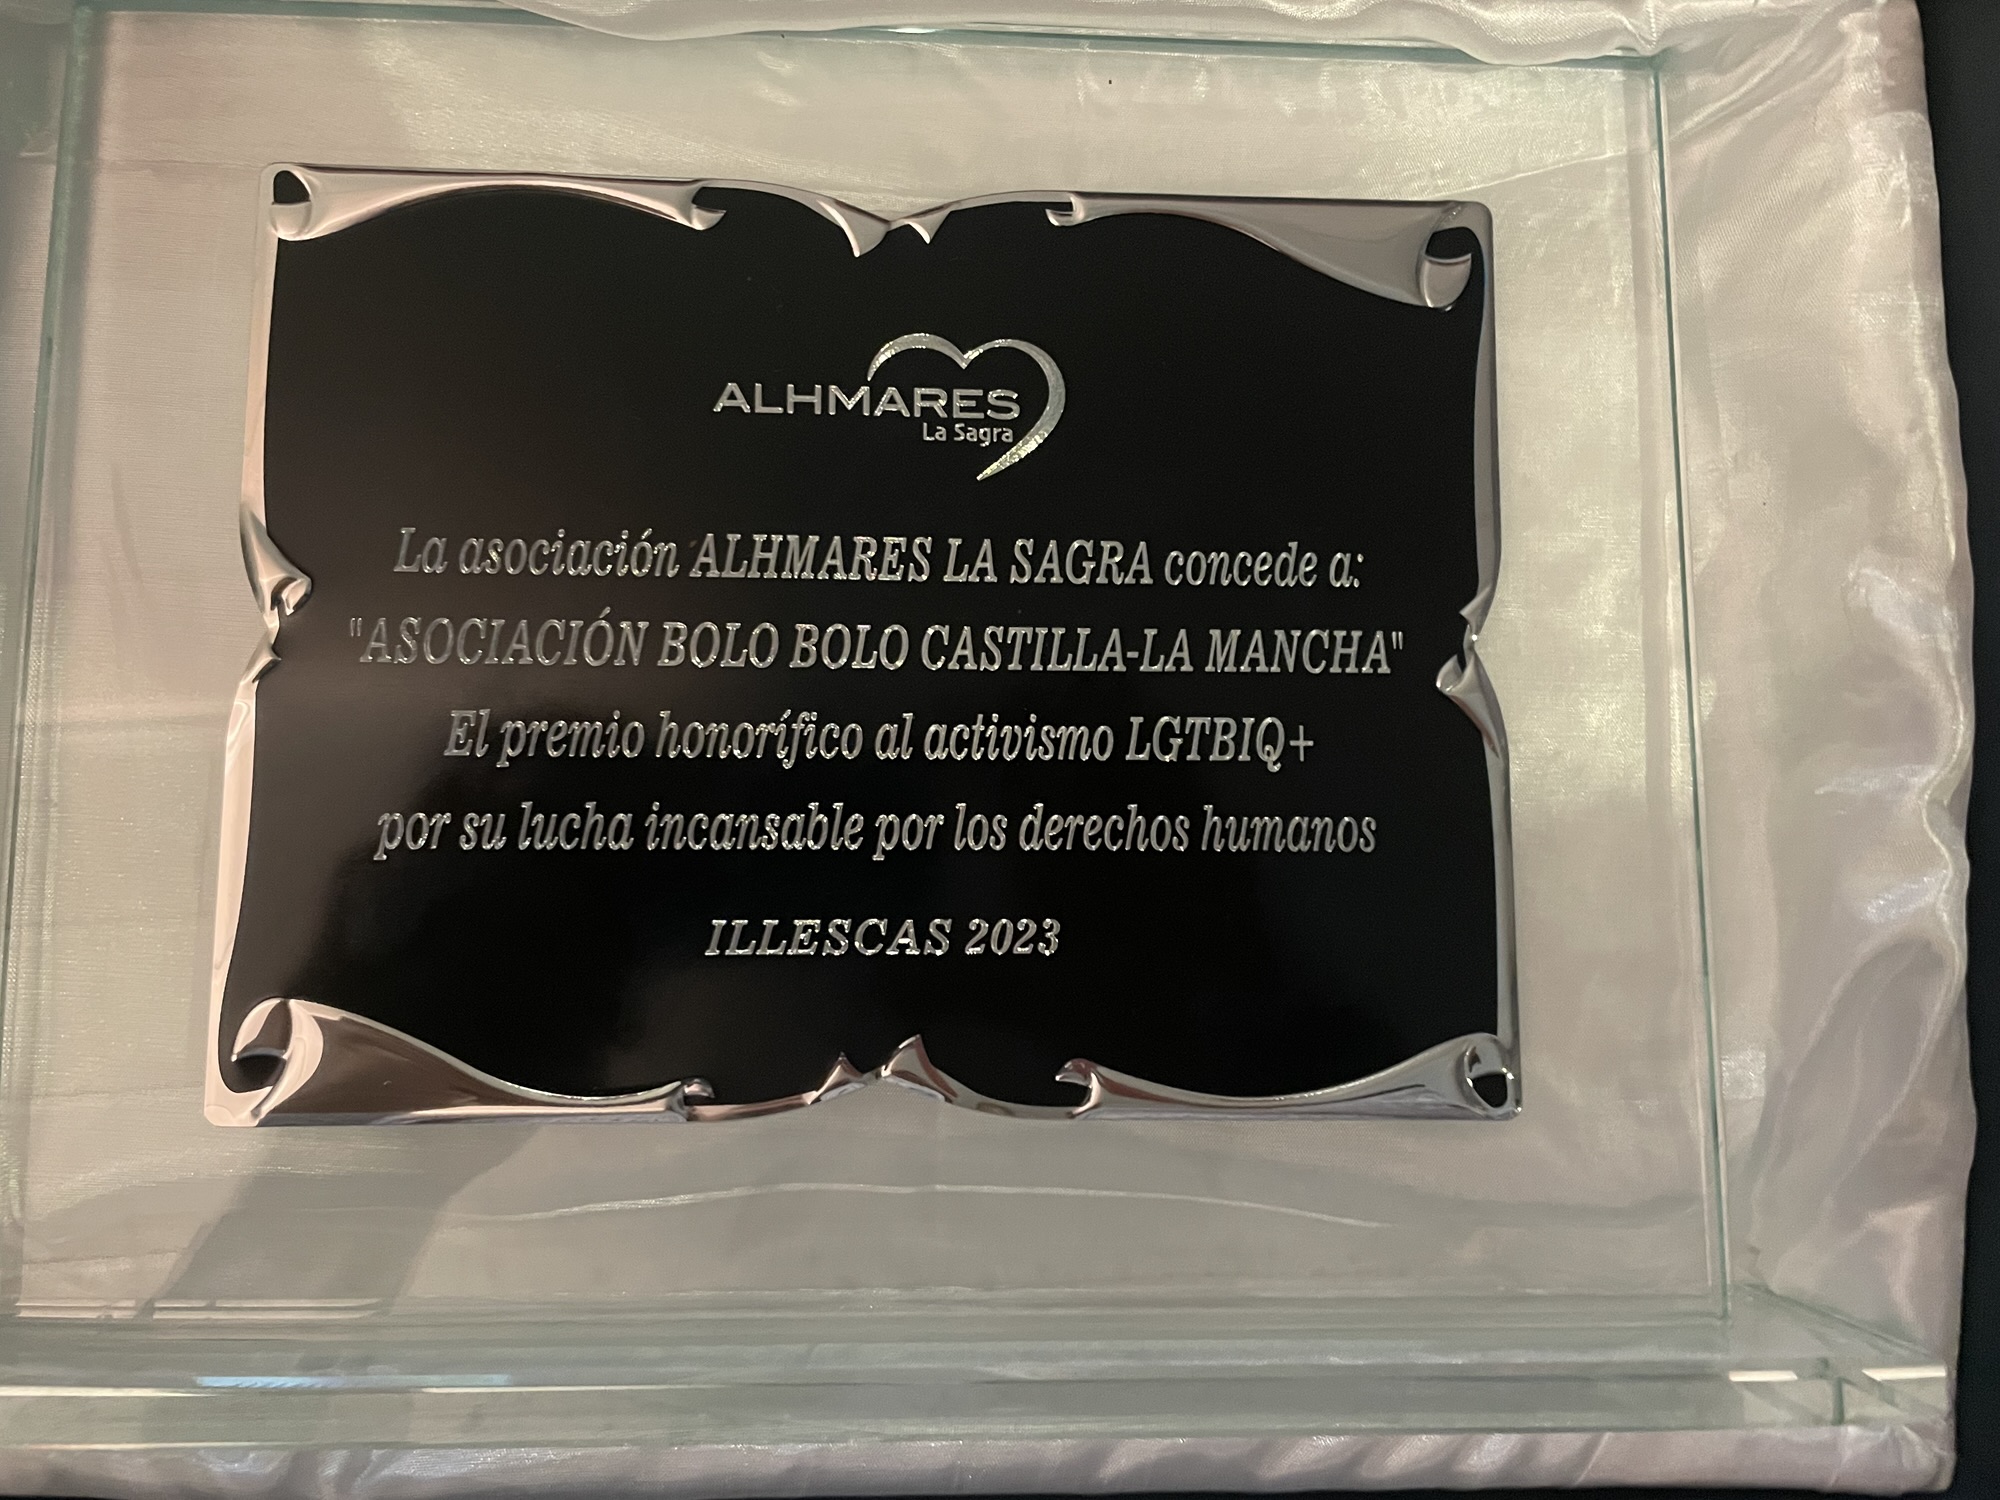 ALHMARES
La Sagra
La asociación ALHMARES LA SAGRA concede a:
"ASOCIACIÓN BOLO BOLO CASTILLA-LA MANCHA"
El premio honorífico al activismo LGTBIQ+
por su lucha incansable por los derechos humanos
ILLESCAS 2023